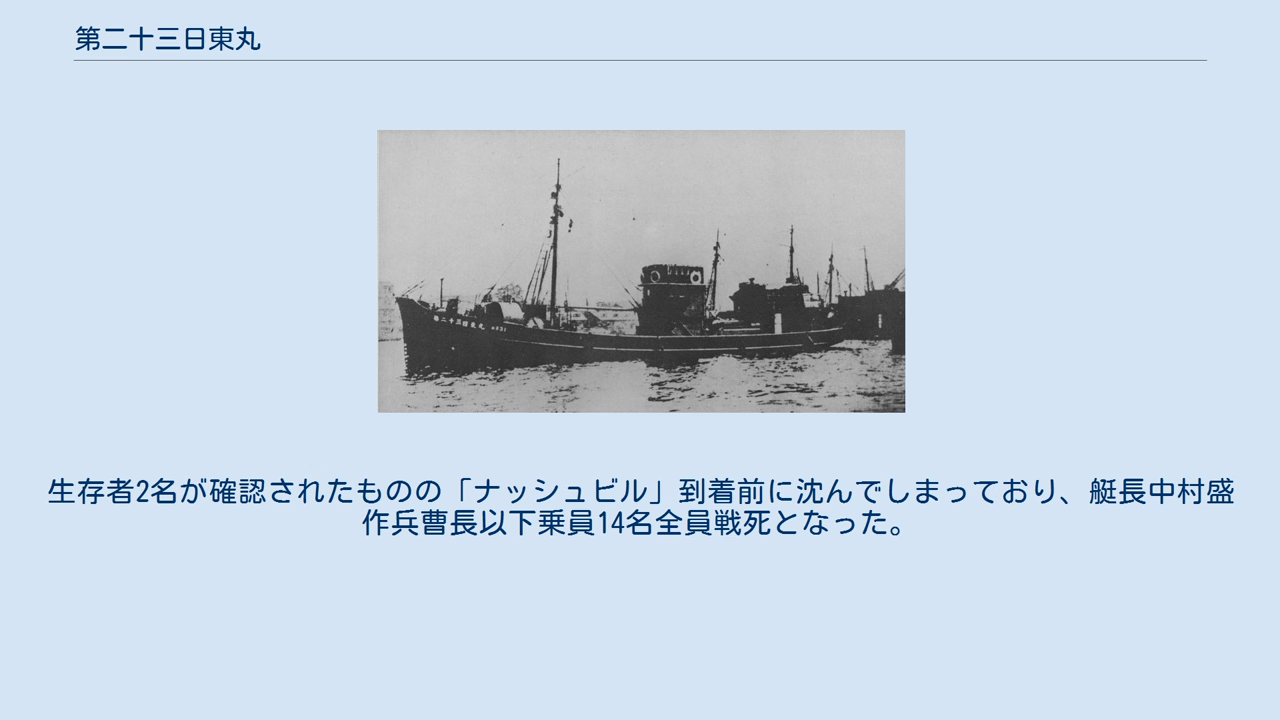 第二十三日東丸
生存者2名が確認されたものの「ナッシュビル」到着前に沈んでしまっており、艇長中村盛
作兵曹長以下乗員14名全員戦死となった。